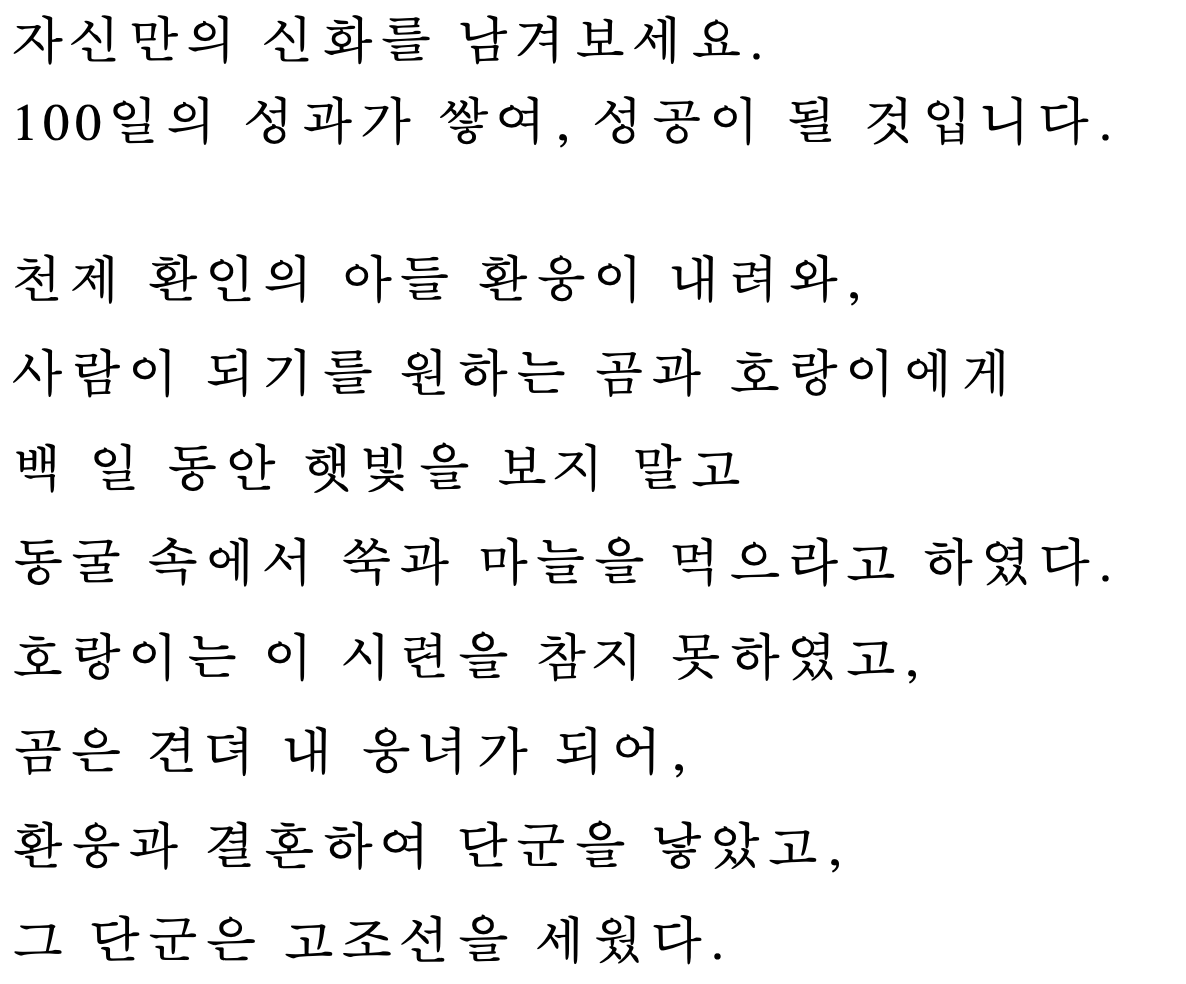 자신만의 신화를 남겨보세요.
100일의 성과가 쌓여, 성공이 될 것입니다.
천제 환인의 아들 환웅이 내려와,
사람이 되기를 원하는 곰과 호랑이에게
백 일 동안 햇빛을 보지 말고
동굴 속에서 쑥과 마늘을 먹으라고 하였다.
호랑이는 이 시련을 참지 못하였고,
곰은 견뎌 내 웅녀가 되어,
환웅과 결혼하여 단군을 낳았고,
그 단군은 고조선을 세웠다.